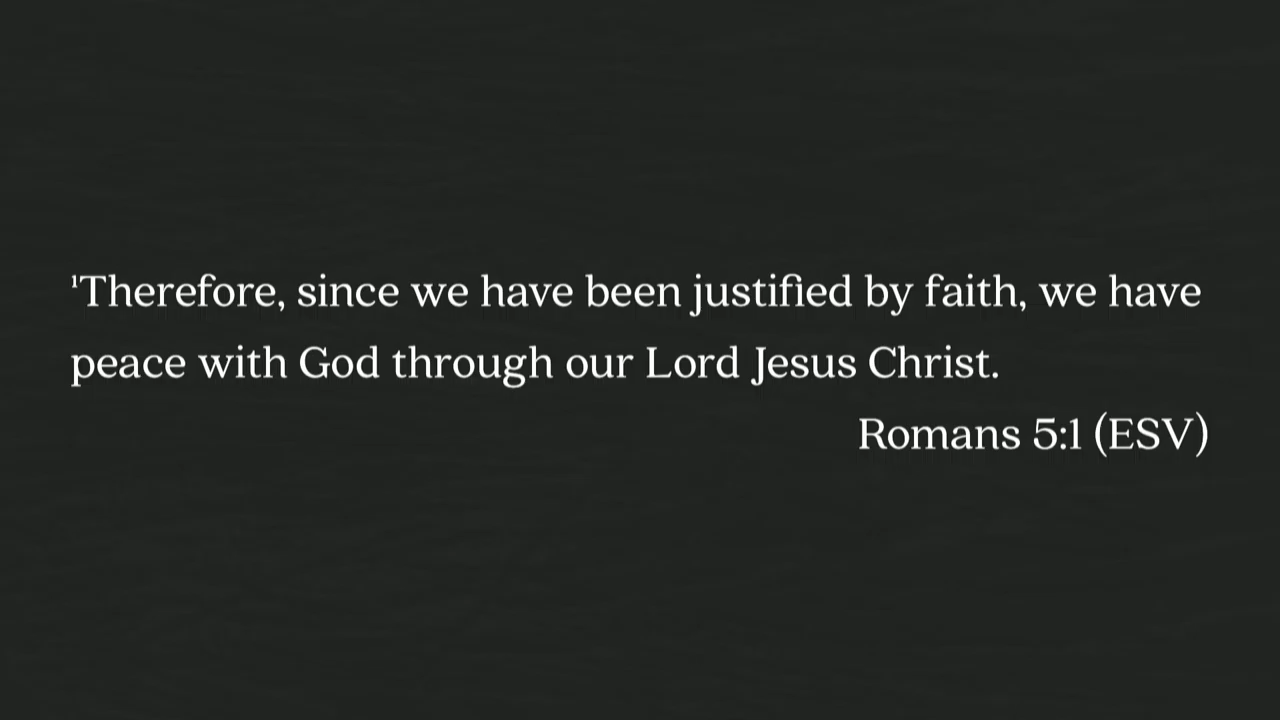 ¹Therefore, since we have been justified by faith, we have
peace with God through our Lord Jesus Christ.
Romans 5:1 (ESV)